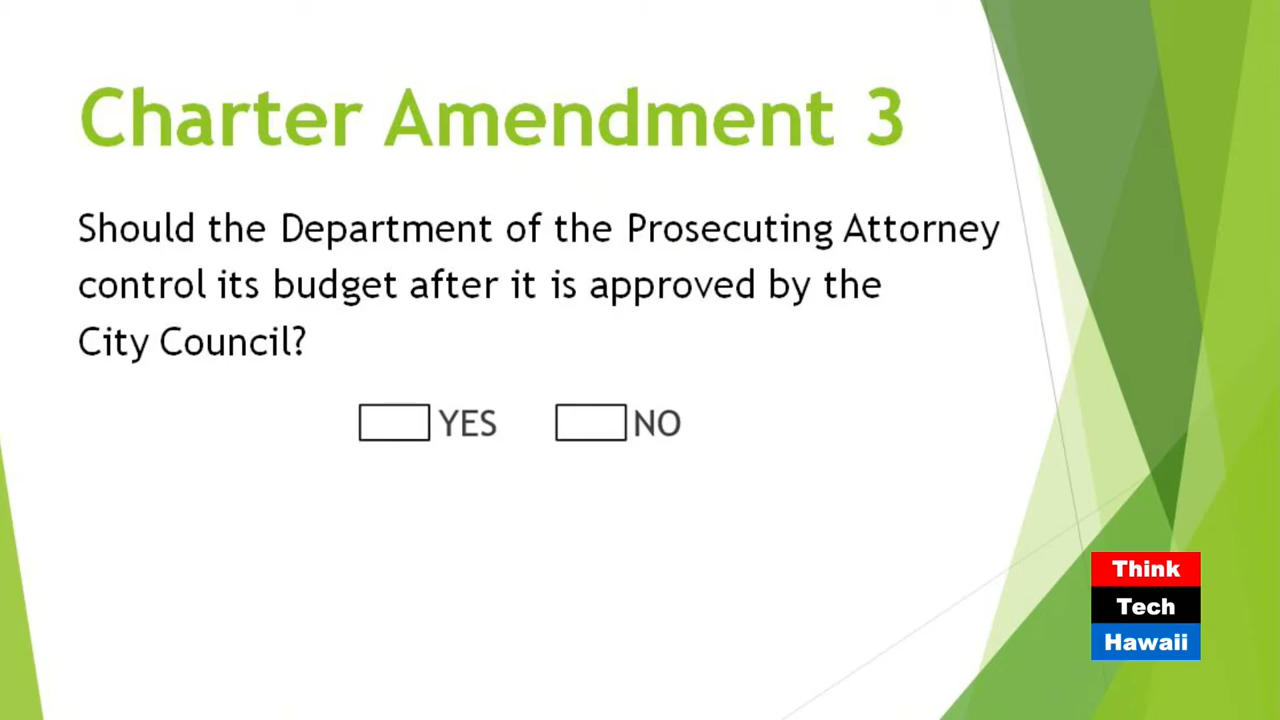 Charter Amendment 3
Should the Department of the Prosecuting Attorney
control its budget after it is approved by the
City Council?
YES NO
Think
Tech
Hawaii